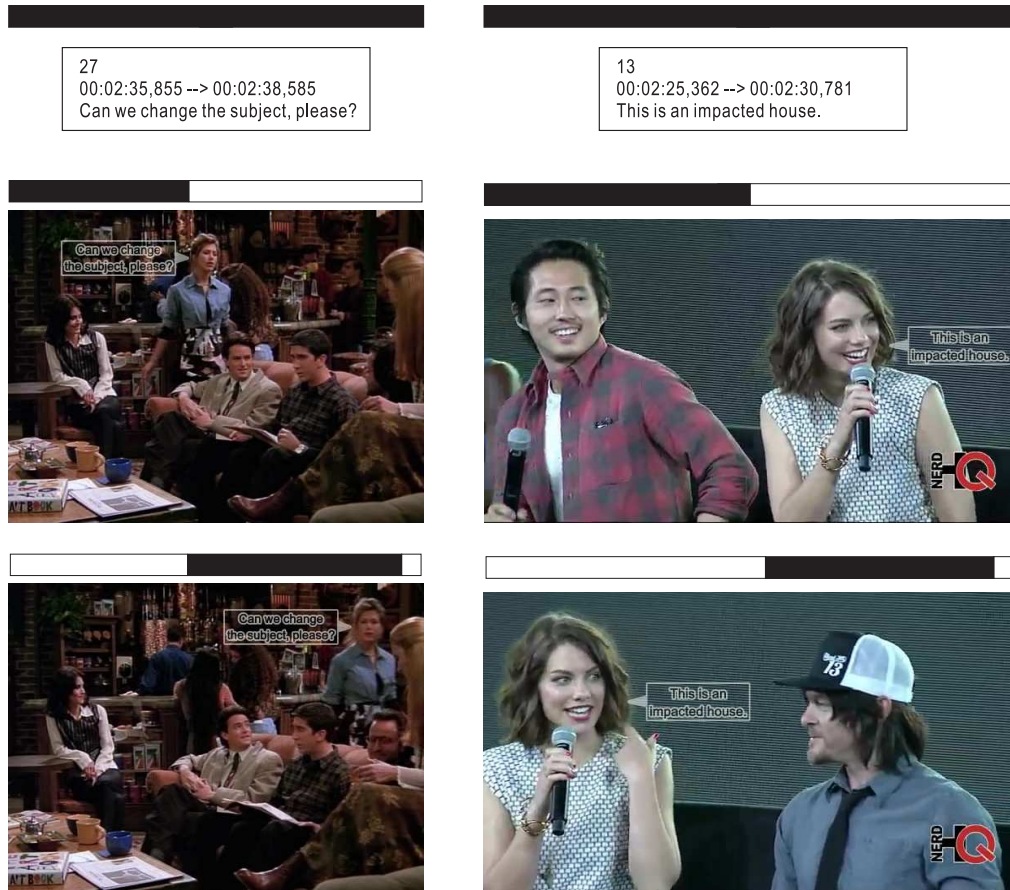 27
00:02:35,855 --> 00:02:38,585
Can we change the subject, please?
Can we change
the subject, please?
A/T BOOK
Can we change
the subject, please?
A/T BOOK
13
00:02:25,362 --> 00:02:30,781
This is an impacted house.
This is an
impacted house.
NERD
Q
This is an
impacted house.
73
NERD
Q